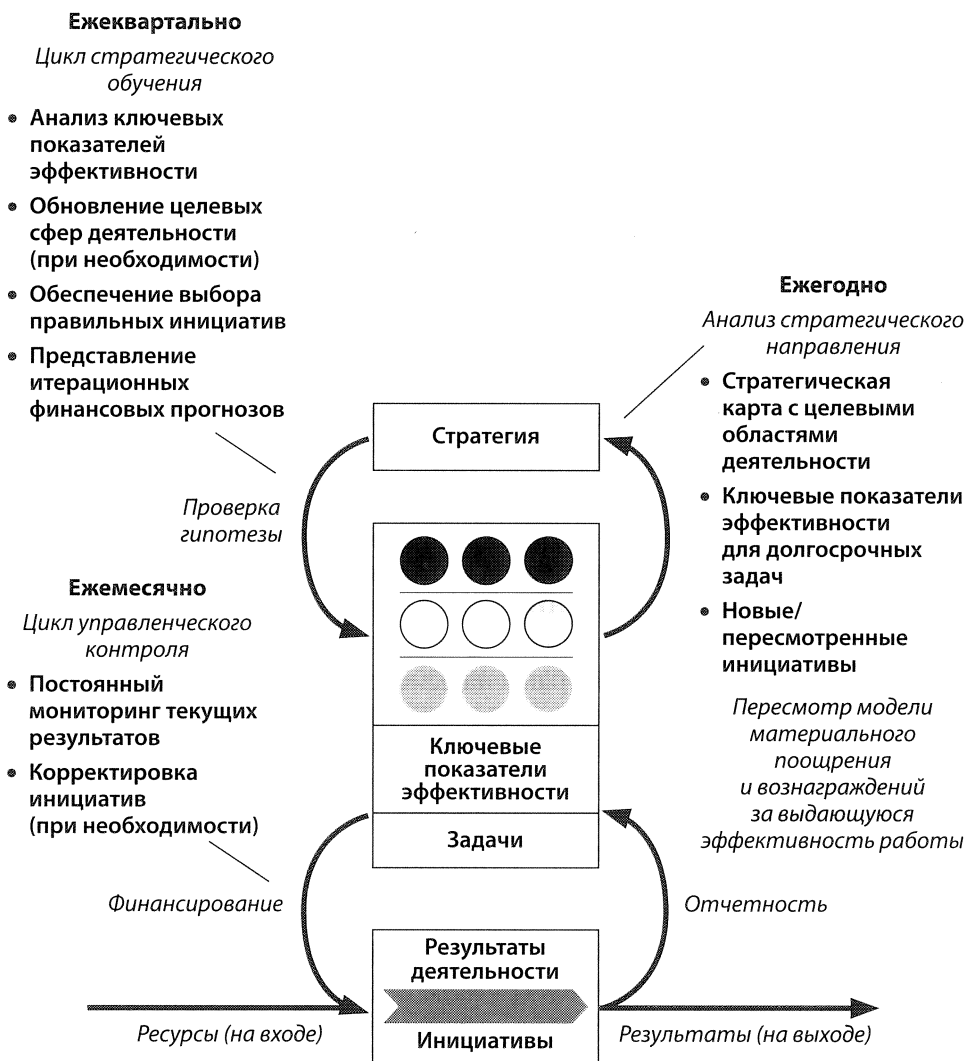 Ежеквартально
Цикл стратегического
обучения
• Анализ ключевых
показателей
эффективности
• Обновление целевых
сфер деятельности
(при необходимости)
• Обеспечение выбора
правильных инициатив
• Представление
итерационных
финансовых прогнозов
Проверка
гипотезы
Ежемесячно
Цикл управленческого
контроля
• Постоянный
мониторинг текущих
результатов
• Корректировка
инициатив
(при необходимости)
Финансирование
Стратегия
Ключевые
показатели
эффективности
Задачи
Результаты
деятельности
Инициативы
Ежегодно
Анализ стратегического
направления
• Стратегическая
карта с целевыми
областями
деятельности
• Ключевые показатели
эффективности
для долгосрочных
задач
• Новые/
пересмотренные
инициативы
Пересмотр модели
материального
поощрения
и вознаграждений
за выдающуюся
эффективность работы
Отчетность
Ресурсы (на входе)
Результаты (на выходе)